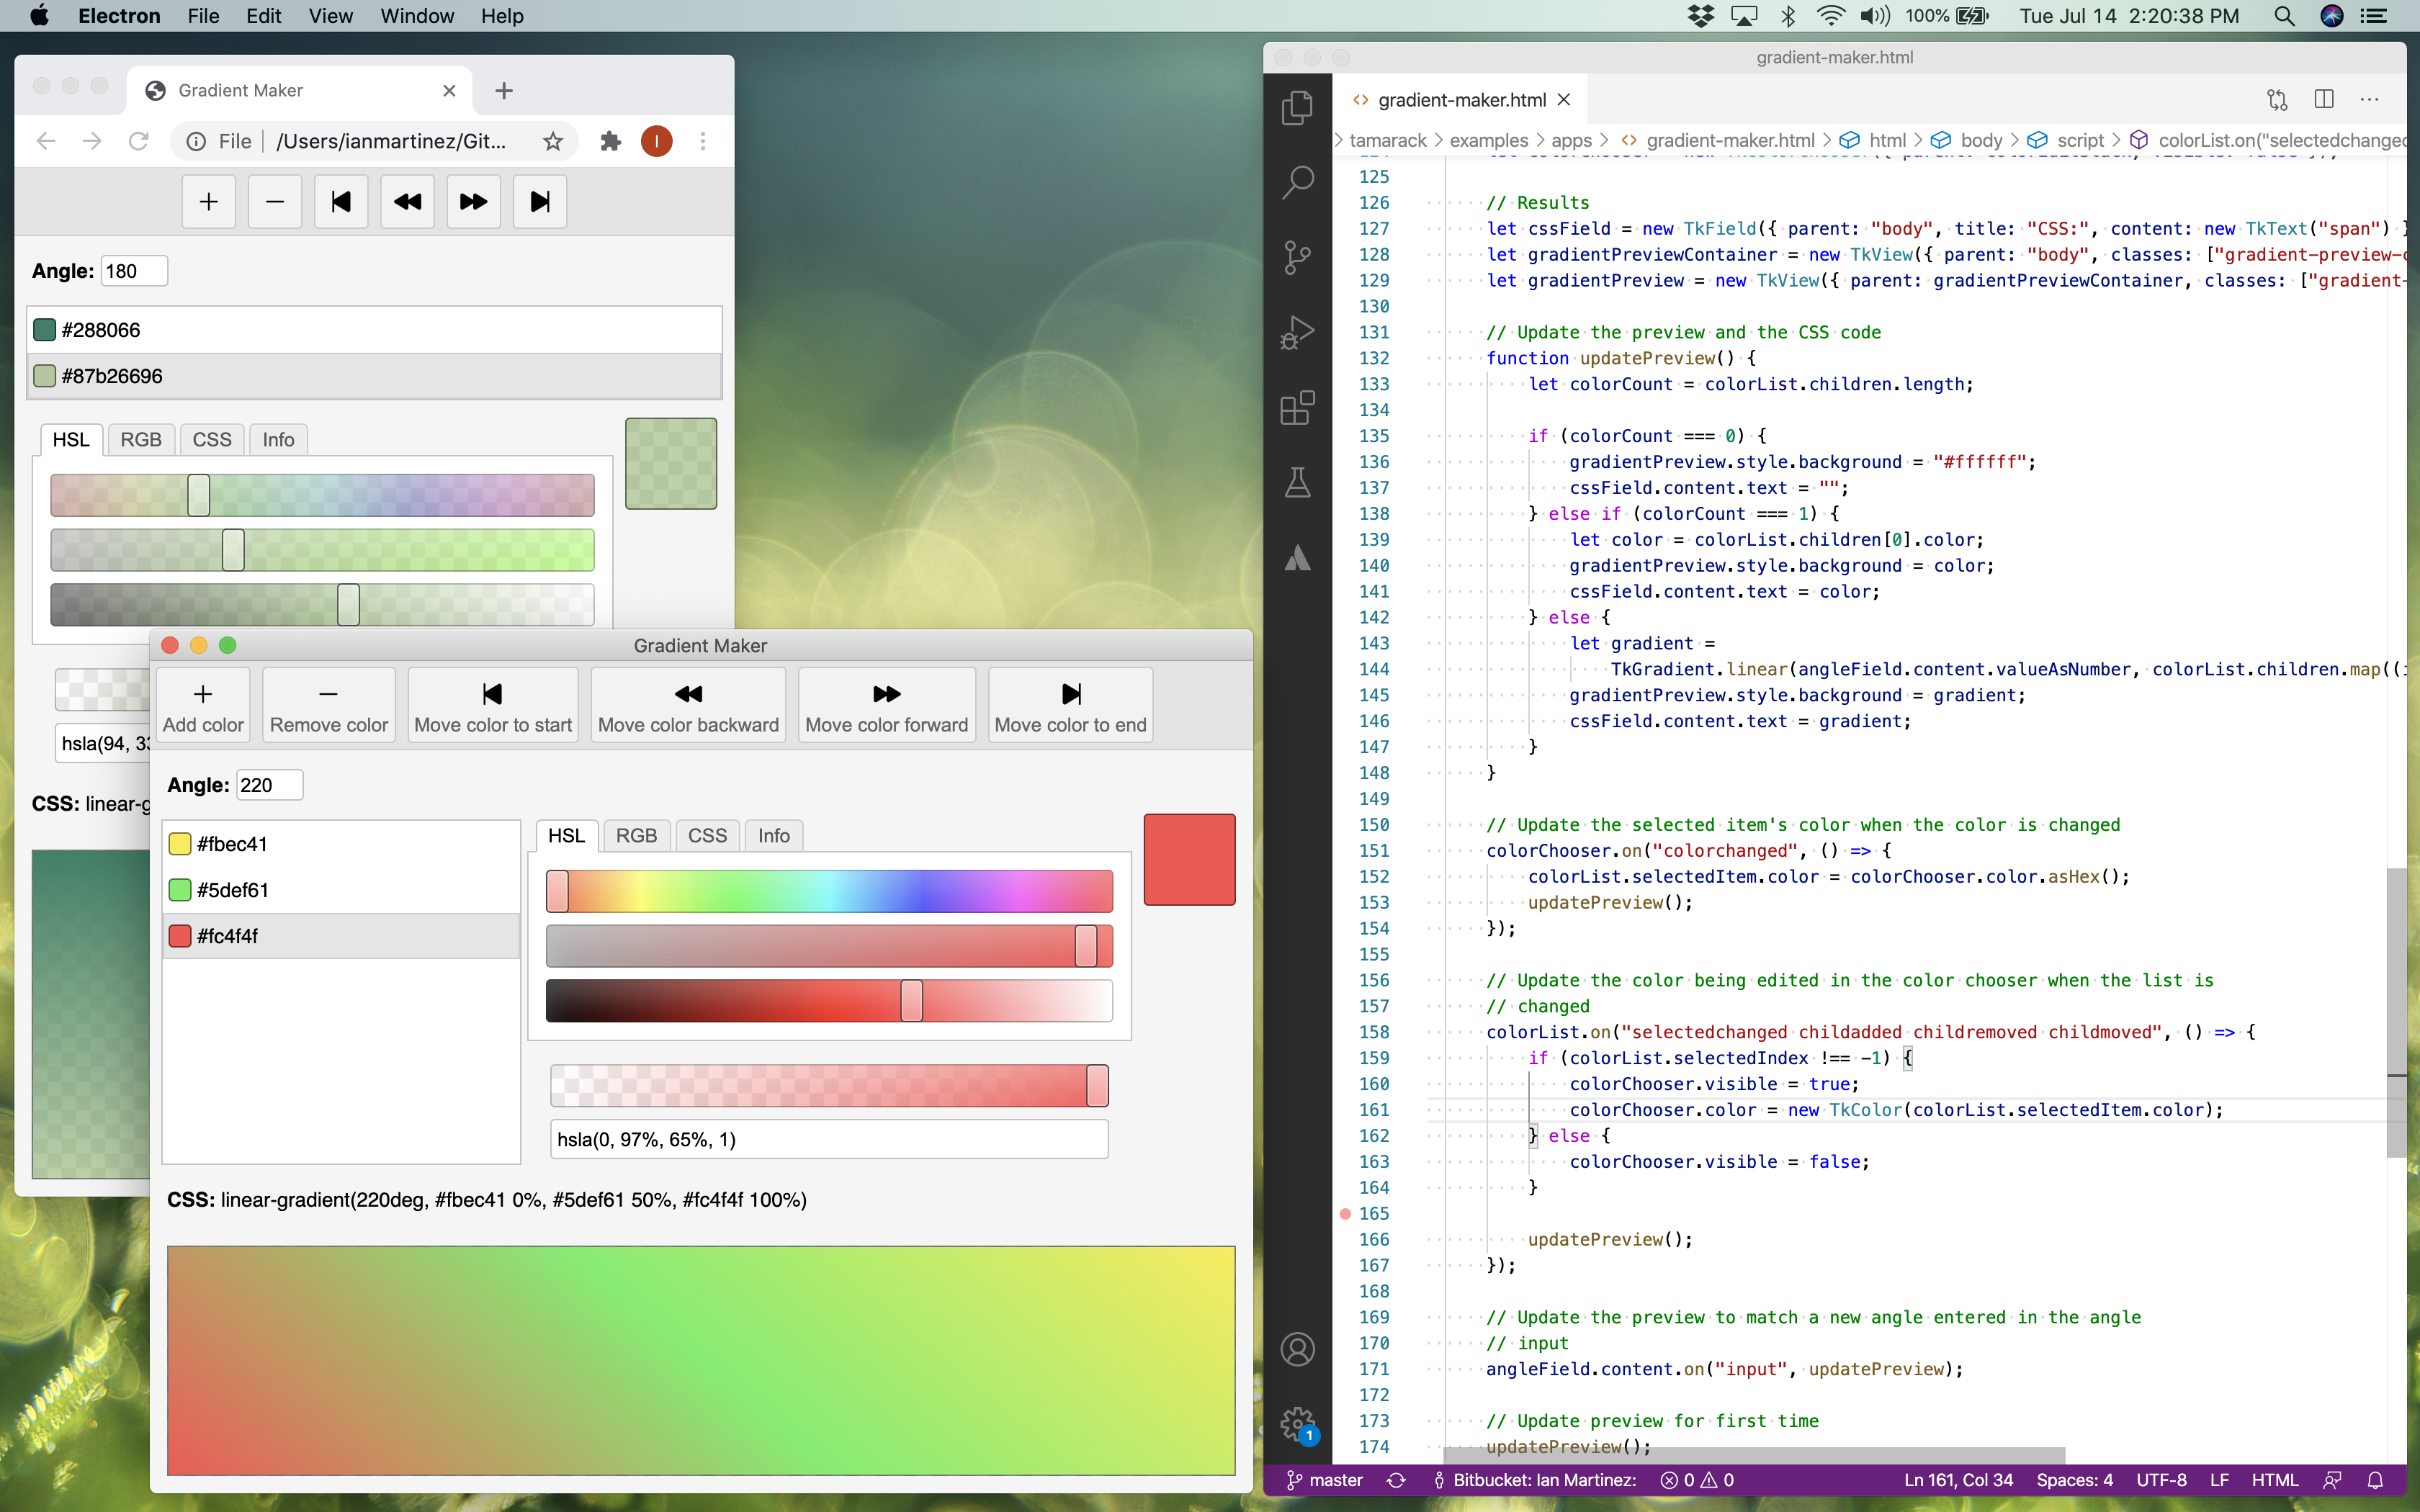 Electron File Edit View Window Help
100% Tue Jul 14 2:20:38 PM
Gradient Maker
File /Users/ianmartinez/Git... I
Angle: 180
#288066
#87b26696
HSL RGB CSS Info
hsla(94, 33
CSS: linear-g
Gradient Maker
Add color Remove color Move color to start Move color backward Move color forward Move color to end
Angle: 220
#fbec41
#5def61
#fc4f4f
HSL RGB CSS Info
hsla(0, 97%, 65%, 1)
CSS: linear-gradient(220deg, #fbec41 0%, #5def61 50%, #fc4f4f 100%)
gradient-maker.html
gradient-maker.html
tamarack > examples > apps > gradient-maker.html > html > body > script > colorList.on("selectedchanged
125
126 // Results
127 let cssField = new TkField({ parent: "body", title: "CSS:", content: new TkText("span") }
128 let gradientPreviewContainer = new TkView({ parent: "body", classes: ["gradient-preview-c
129 let gradientPreview = new TkView({ parent: gradientPreviewContainer, classes: ["gradient-
130
131 // Update the preview and the CSS code
132 function updatePreview() {
133 let colorCount = colorList.children.length;
134
135 if (colorCount === 0) {
136 gradientPreview.style.background = "#ffffff";
137 cssField.content.text = "";
138 } else if (colorCount === 1) {
139 let color = colorList.children[0].color;
140 gradientPreview.style.background = color;
141 cssField.content.text = color;
142 } else {
143 let gradient =
144 TkGradient.linear(angleField.content.valueAsNumber, colorList.children.map((i
145 gradientPreview.style.background = gradient;
146 cssField.content.text = gradient;
147 }
148 }
149
150 // Update the selected item's color when the color is changed
151 colorChooser.on("colorchanged", () => {
152 colorList.selectedItem.color = colorChooser.color.asHex();
153 updatePreview();
154 });
155
156 // Update the color being edited in the color chooser when the list is
157 // changed
158 colorList.on("selectedchanged childadded childremoved childmoved", () => {
159 if (colorList.selectedIndex !== -1) {
160 colorChooser.visible = true;
161 colorChooser.color = new TkColor(colorList.selectedItem.color);
162 } else {
163 colorChooser.visible = false;
164 }
165
166 updatePreview();
167 });
168
169 // Update the preview to match a new angle entered in the angle
170 // input
171 angleField.content.on("input", updatePreview);
172
173 // Update preview for first time
174 updatePreview();
1
master Bitbucket: Ian Martinez: 0 0 Ln 161, Col 34 Spaces: 4 UTF-8 LF HTML